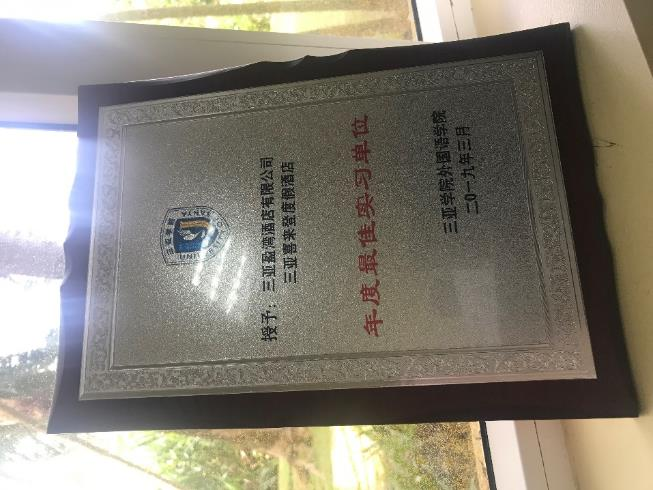 授予：三亚盈湾酒店有限公司
三亚喜来登度假酒店
年度最佳实习单位
三亚学院外国语学院
二〇一九年三月